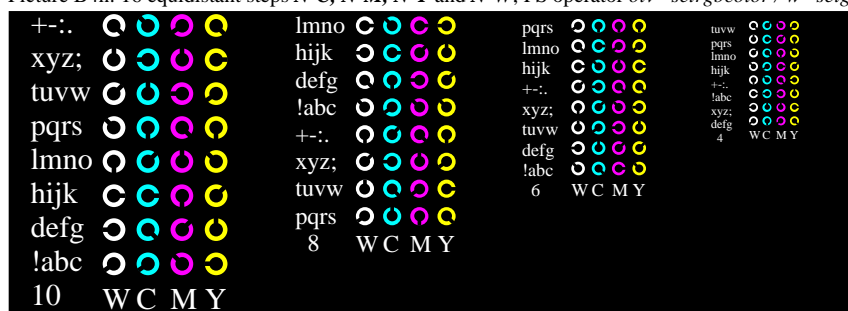 +-:.
xyz;
tuvw
pqrs
lmno
hijk
defg
!abc
10 W C M Y
lmno
hijk
defg
!abc
+-:.
xyz;
tuvw
pqrs
8 W C M Y
pqrs
lmno
hijk
+-:.
xyz;
tuvw
defg
!abc
6 W C M Y
tuvw
pqrs
lmno
hijk
+-:.
!abc
xyz;
defg
4 W C M Y